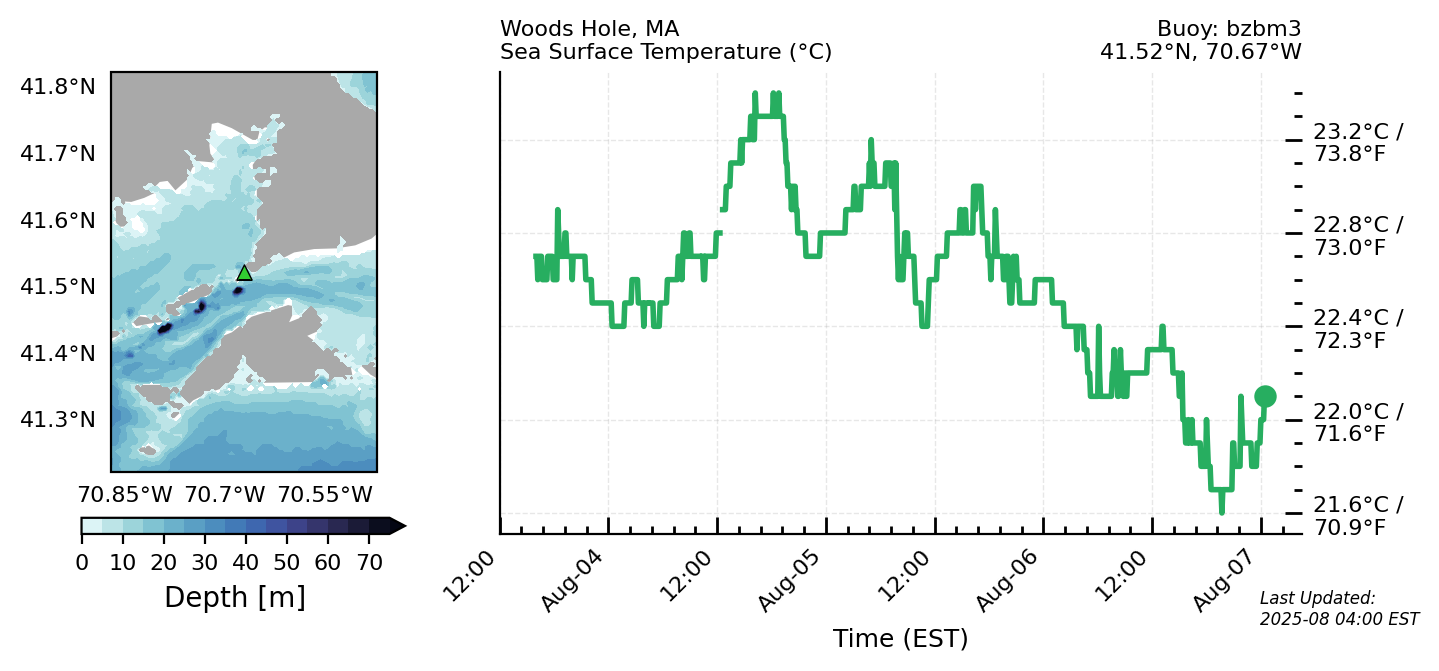 Woods Hole, MA
Sea Surface Temperature (°C)
Buoy: bzbm3
41.52°N, 70.67°W
41.8°N
41.7°N
41.6°N
41.5°N
41.4°N
41.3°N
70.85°W 70.7°W 70.55°W
0 10 20 30 40 50 60 70
Depth [m]
23.2°C /
73.8°F
22.8°C /
73.0°F
22.4°C /
72.3°F
22.0°C /
71.6°F
21.6°C /
70.9°F
12:00
Aug-04
12:00
Aug-05
12:00
Aug-06
12:00
Aug-07
Time (EST)
Last Updated:
2025-08 04:00 EST